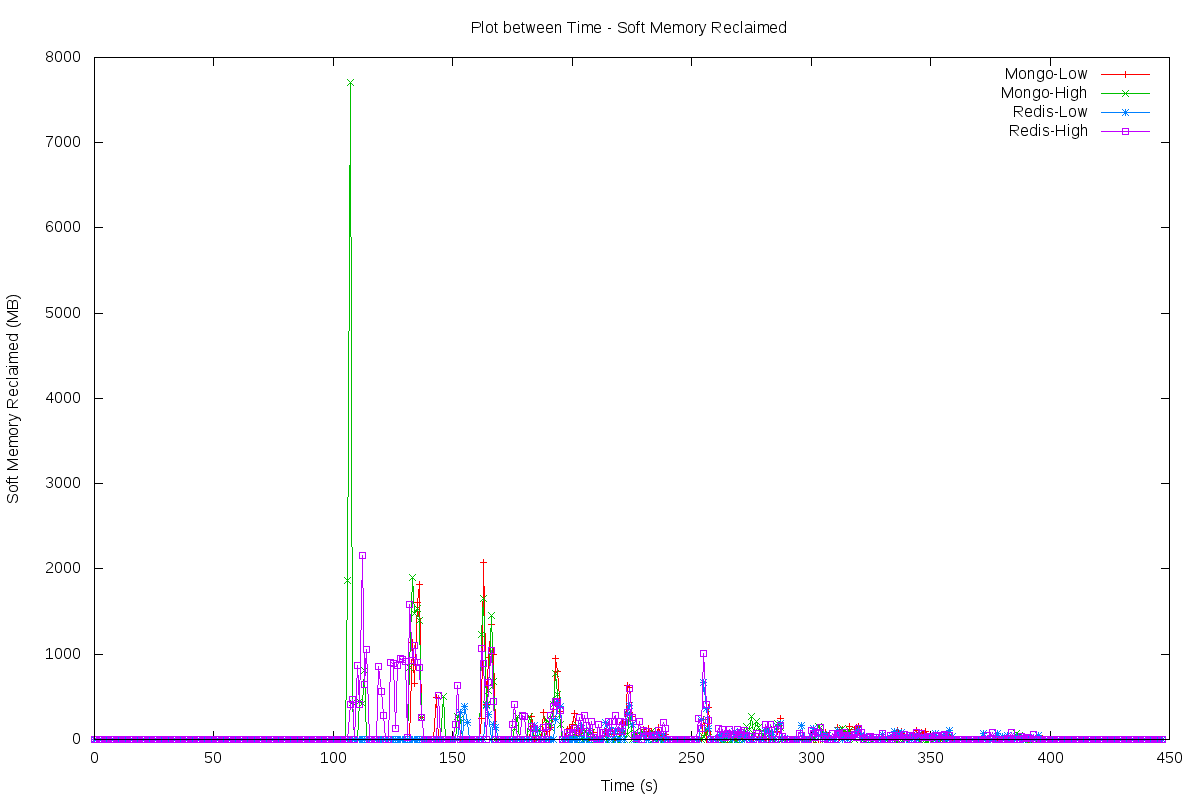 Plot between Time - Soft Memory Reclaimed
8000
7000
6000
5000
4000
3000
2000
1000
0
Soft Memory Reclaimed (MB)
Mongo-Low
Mongo-High
Redis-Low
Redis-High
0 50 100 150 200 250 300 350 400 450
Time (s)